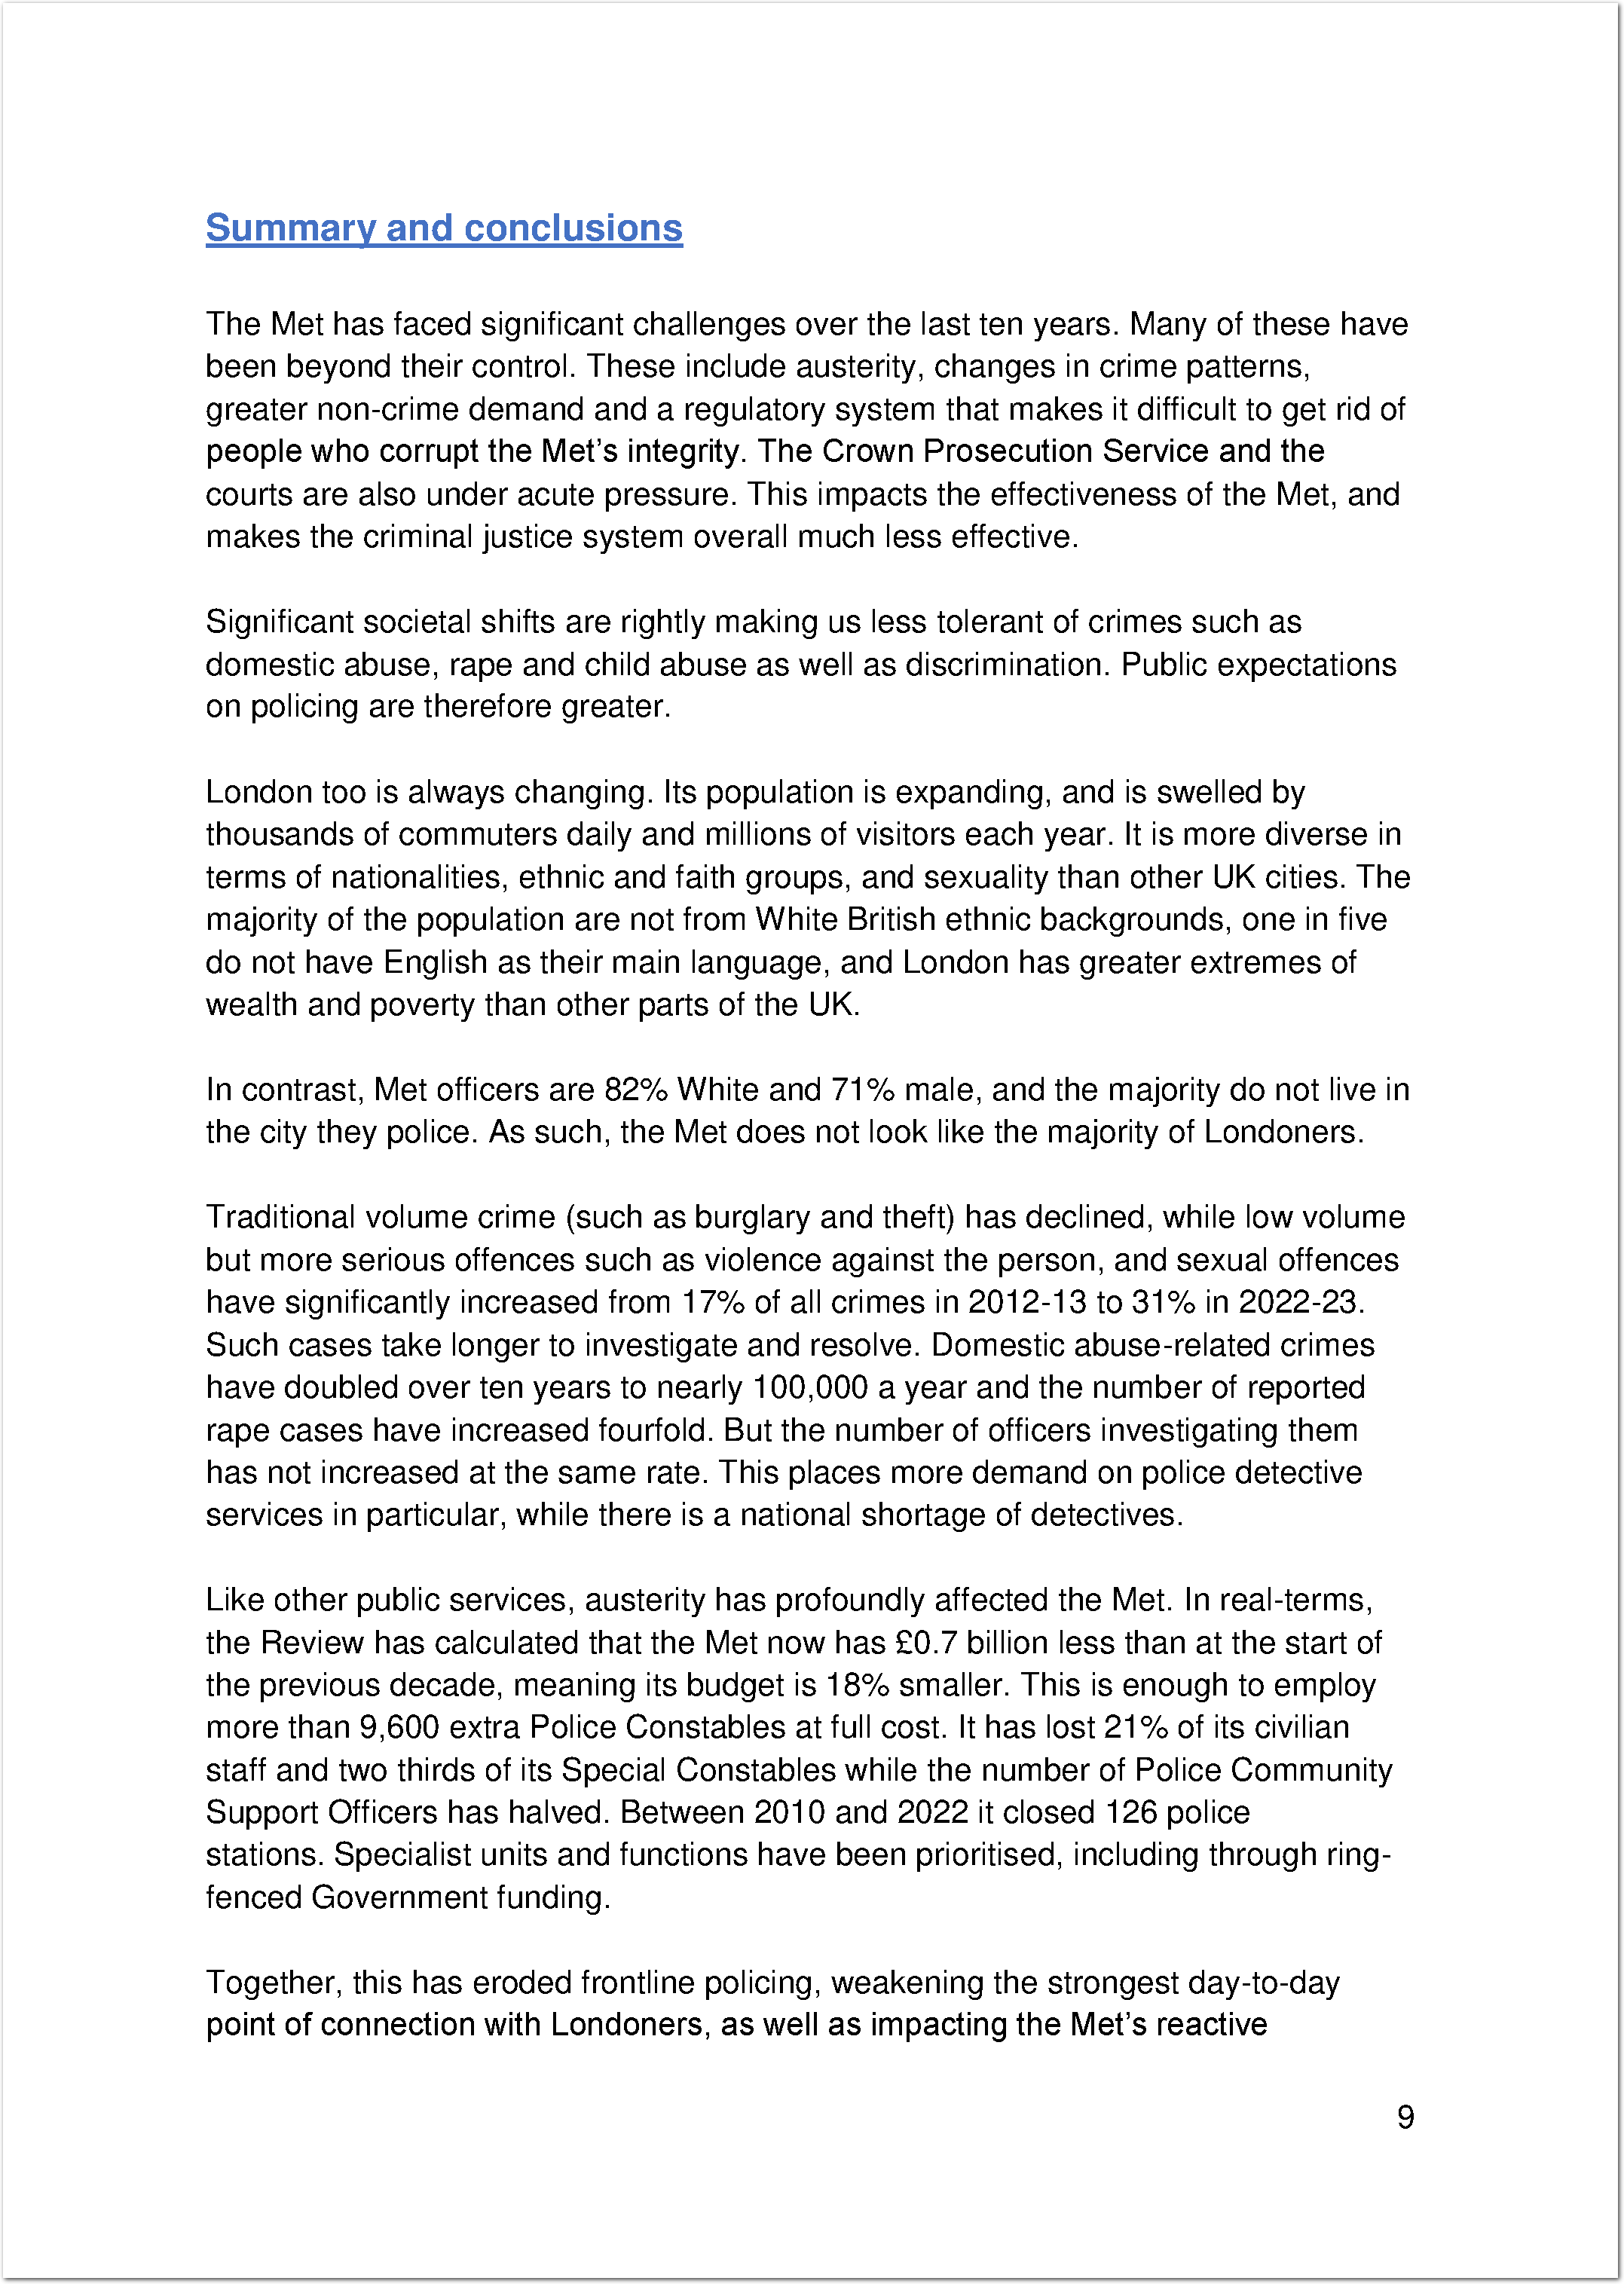 Summary and conclusions
The Met has faced significant challenges over the last ten years. Many of these have
been beyond their control. These include austerity, changes in crime patterns,
greater non-crime demand and a regulatory system that makes it difficult to get rid of
people who corrupt the Met’s integrity. The Crown Prosecution Service and the
courts are also under acute pressure. This impacts the effectiveness of the Met, and
makes the criminal justice system overall much less effective.
Significant societal shifts are rightly making us less tolerant of crimes such as
domestic abuse, rape and child abuse as well as discrimination. Public expectations
on policing are therefore greater.
London too is always changing. Its population is expanding, and is swelled by
thousands of commuters daily and millions of visitors each year. It is more diverse in
terms of nationalities, ethnic and faith groups, and sexuality than other UK cities. The
majority of the population are not from White British ethnic backgrounds, one in five
do not have English as their main language, and London has greater extremes of
wealth and poverty than other parts of the UK.
In contrast, Met officers are 82% White and 71% male, and the majority do not live in
the city they police. As such, the Met does not look like the majority of Londoners.
Traditional volume crime (such as burglary and theft) has declined, while low volume
but more serious offences such as violence against the person, and sexual offences
have significantly increased from 17% of all crimes in 2012-13 to 31% in 2022-23.
Such cases take longer to investigate and resolve. Domestic abuse-related crimes
have doubled over ten years to nearly 100,000 a year and the number of reported
rape cases have increased fourfold. But the number of officers investigating them
has not increased at the same rate. This places more demand on police detective
services in particular, while there is a national shortage of detectives.
Like other public services, austerity has profoundly affected the Met. In real-terms,
the Review has calculated that the Met now has £0.7 billion less than at the start of
the previous decade, meaning its budget is 18% smaller. This is enough to employ
more than 9,600 extra Police Constables at full cost. It has lost 21% of its civilian
staff and two thirds of its Special Constables while the number of Police Community
Support Officers has halved. Between 2010 and 2022 it closed 126 police
stations. Specialist units and functions have been prioritised, including through ring-
fenced Government funding.
Together, this has eroded frontline policing, weakening the strongest day-to-day
point of connection with Londoners, as well as impacting the Met’s reactive
9